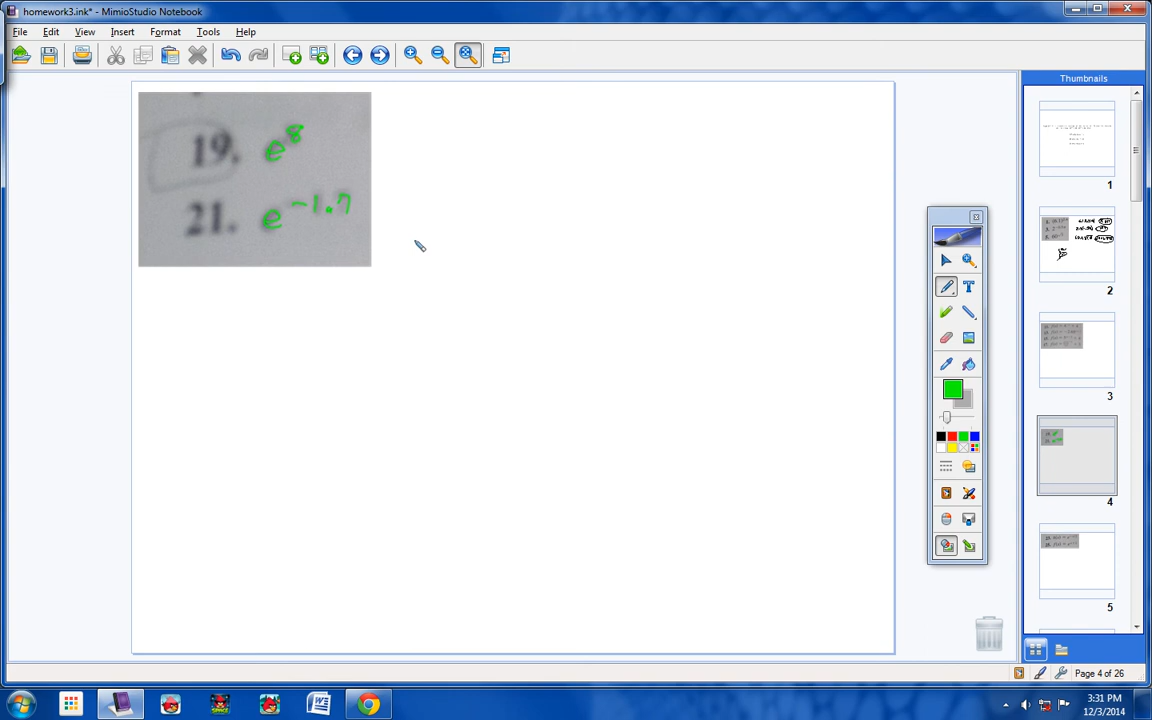 homework3.ink* - MimioStudio Notebook
File Edit View Insert Format Tools Help
Thumbnails
19. e^8
21. e^-1.7
1
2
3
4
5
Page 4 of 26
3:31 PM
12/3/2014